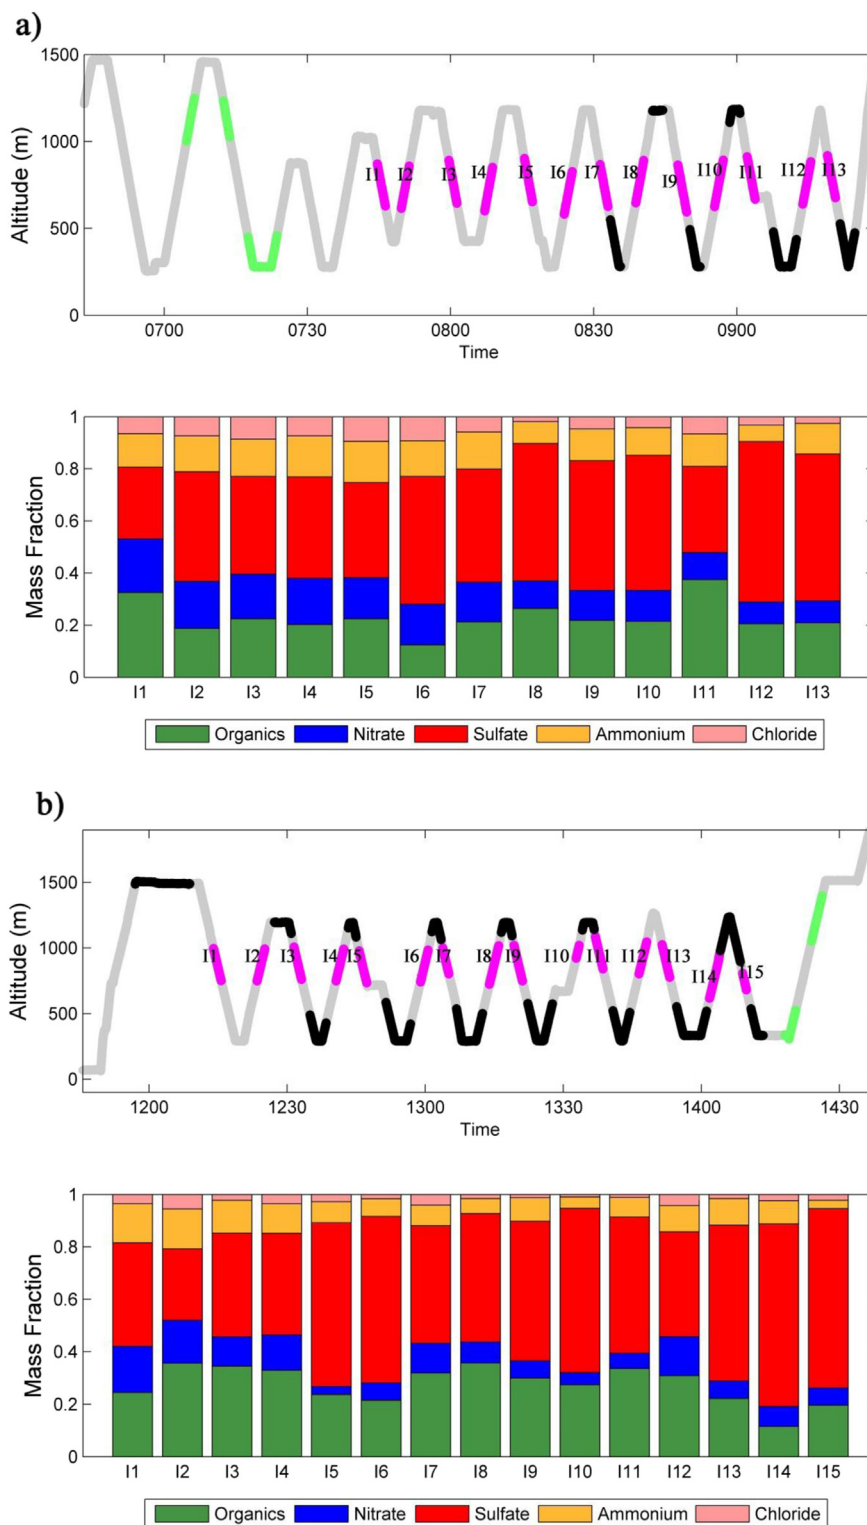 a)
1500
1000
500
0
Altitude (m)
I1 I2 I3 I4 I5 I6 I7 I8 I9 I10 I11 I12 I13
0700 0730 0800 0830 0900
Time
1
0.8
0.6
0.4
0.2
0
Mass Fraction
I1 I2 I3 I4 I5 I6 I7 I8 I9 I10 I11 I12 I13
Organics Nitrate Sulfate Ammonium Chloride
b)
1500
1000
500
0
Altitude (m)
I1 I2 I3 I4 I5 I6 I7 I8 I9 I10 I11 I12 I13 I14 I15
1200 1230 1300 1330 1400 1430
Time
1
0.8
0.6
0.4
0.2
0
Mass Fraction
I1 I2 I3 I4 I5 I6 I7 I8 I9 I10 I11 I12 I13 I14 I15
Organics Nitrate Sulfate Ammonium Chloride